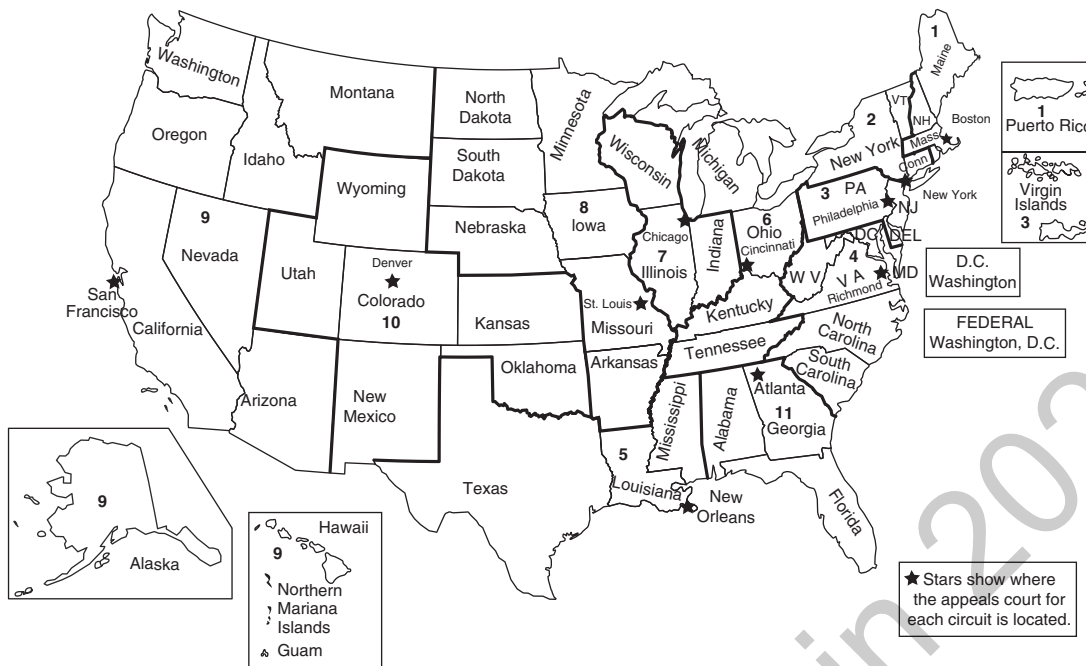 1
Maine
Washington
Montana
North
Dakota
Minnesota
VT
NH
Boston
1
Puerto Rico
Oregon
Idaho
2
Mass
Wisconsin
Michigan
New York
Conn
South
Dakota
Wyoming
3
PA
Philadelphia
NJ
New York
Virgin
Islands
3
9
Nevada
Nebraska
8
Iowa
6
Ohio
Cincinnati
Chicago
7
Illinois
Indiana
DC
DEL
MD
D.C.
Washington
Utah
Denver
Colorado
10
W V
4
V A
Richmond
San
Francisco
California
Kansas
St. Louis
Missouri
Kentucky
FEDERAL
Washington, D.C.
North
Carolina
Tennessee
South
Carolina
Oklahoma
Arkansas
Arizona
New
Mexico
Atlanta
11
Georgia
Mississippi
Alabama
5
Louisiana
New
Orleans
Texas
Florida
9
Alaska
Hawaii
9
Northern
Mariana
Islands
Guam
Stars show where
the appeals court for
each circuit is located.